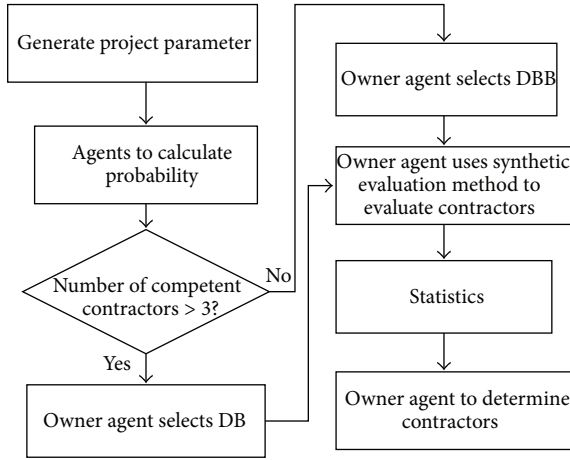 Generate project parameter
Agents to calculate
probability
Number of competent
contractors > 3?
No
Yes
Owner agent selects DB
Owner agent selects DBB
Owner agent uses synthetic
evaluation method to
evaluate contractors
Statistics
Owner agent to determine
contractors